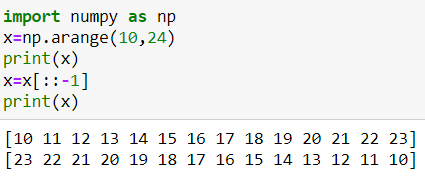 import numpy as np
x=np.arange(10,24)
print(x)
x=x[::-1]
print(x)
[10 11 12 13 14 15 16 17 18 19 20 21 22 23]
[23 22 21 20 19 18 17 16 15 14 13 12 11 10]